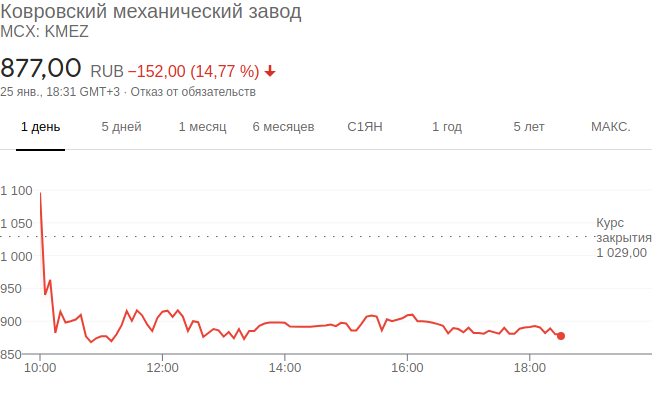 Ковровский механический завод
MCX: KMEZ
877,00 RUB −152,00 (14,77 %)
25 янв., 18:31 GMT+3 · Отказ от обязательств
1 день 5 дней 1 месяц 6 месяцев С1ЯН 1 год 5 лет МАКС.
1 100
1 050
1 000
950
900
850
Курс
закрытия
1 029,00
10:00 12:00 14:00 16:00 18:00